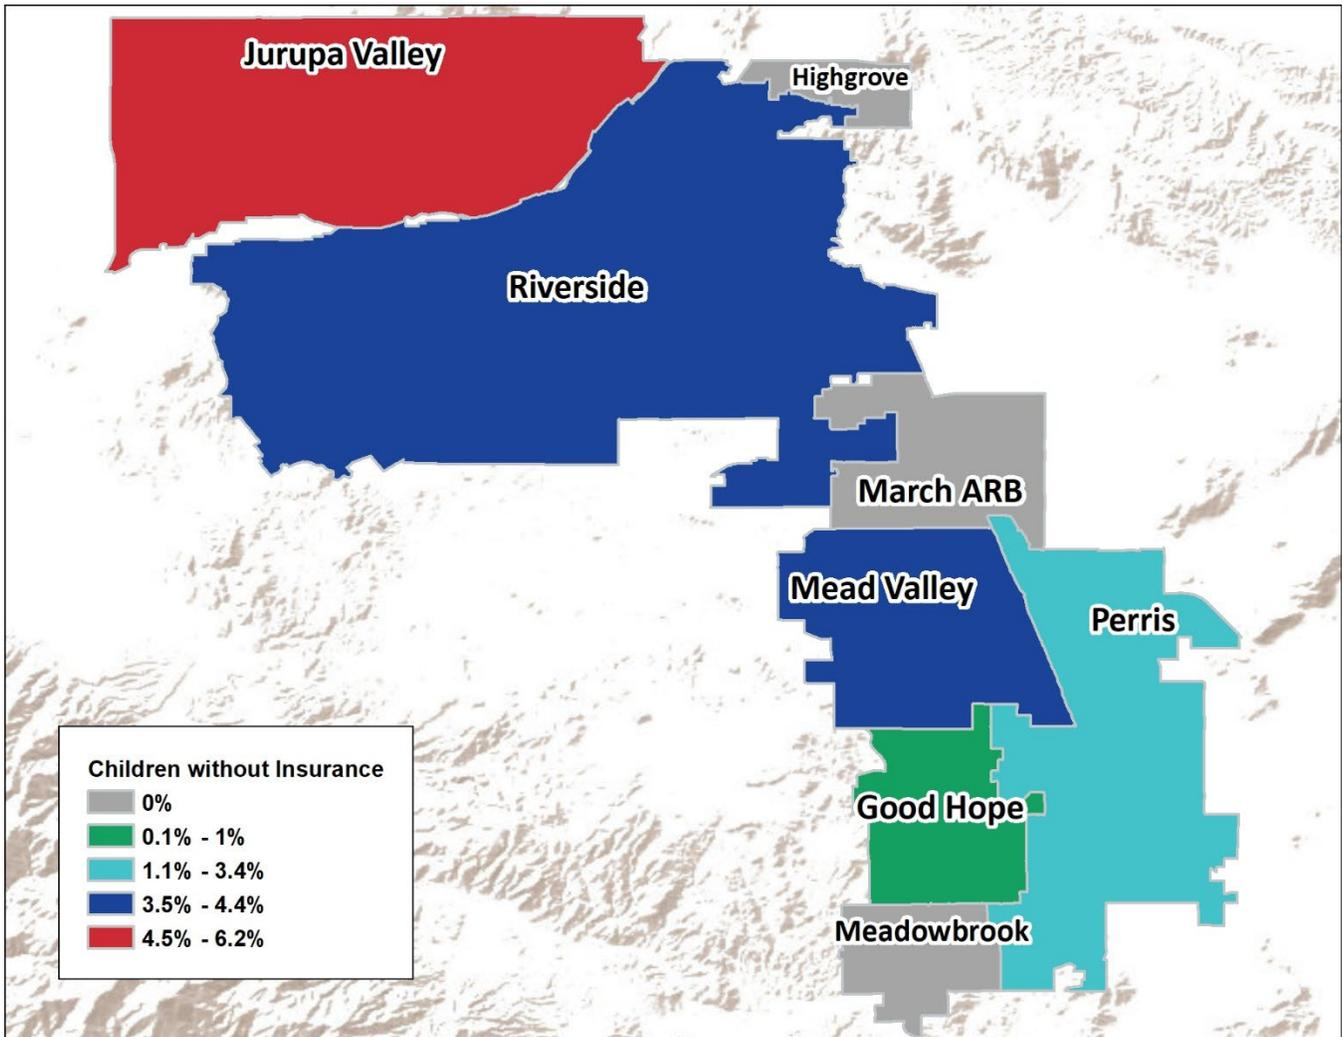 Jurupa Valley
Highgrove
Riverside
March ARB
Mead Valley
Perris
Good Hope
Meadowbrook
Children without Insurance
0%
0.1% - 1%
1.1% - 3.4%
3.5% - 4.4%
4.5% - 6.2%